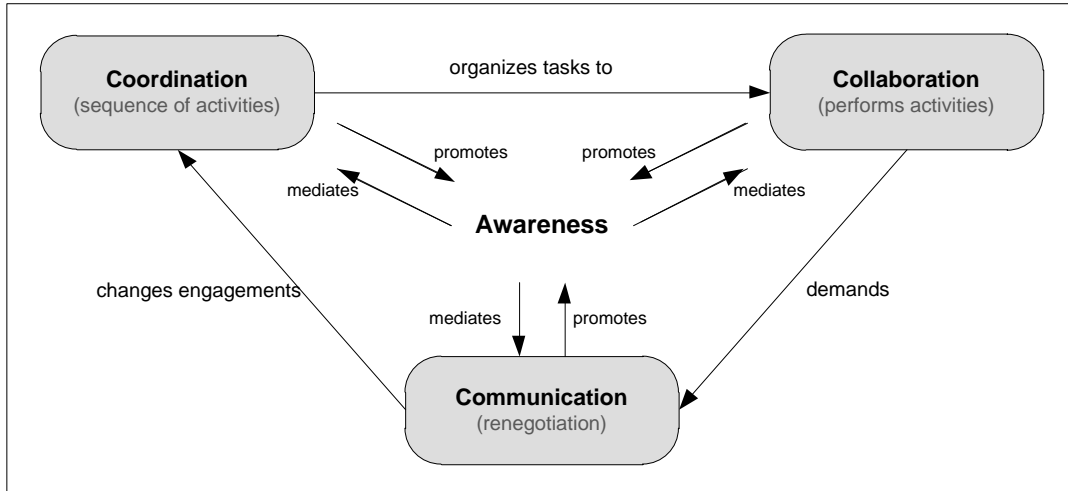 Coordination
(sequence of activities)
organizes tasks to
Collaboration
(performs activities)
promotes
promotes
mediates
mediates
Awareness
changes engagements
demands
mediates
promotes
Communication
(renegotiation)